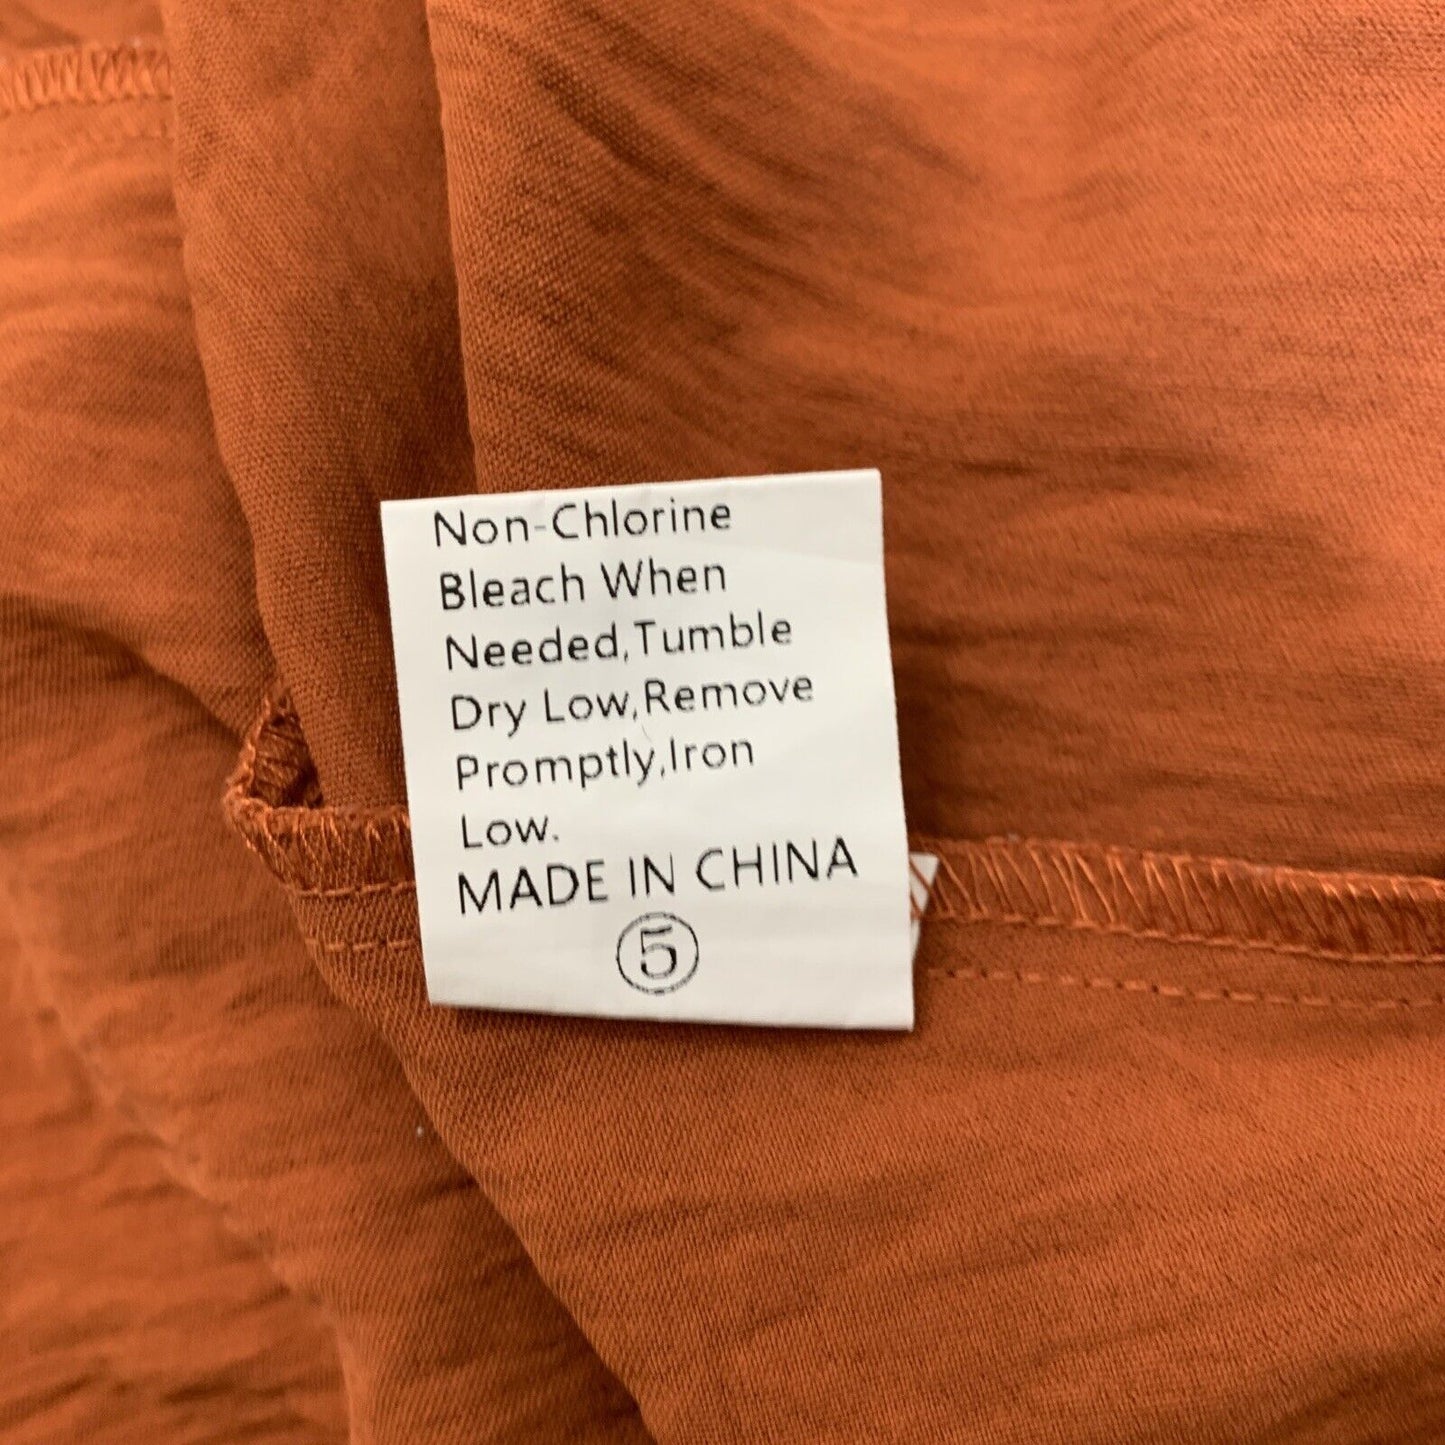 Non-Chlorine
Bleach When
Needed,Tumble
Dry Low,Remove
Promptly,Iron
Low.
MADE IN CHINA
⑤